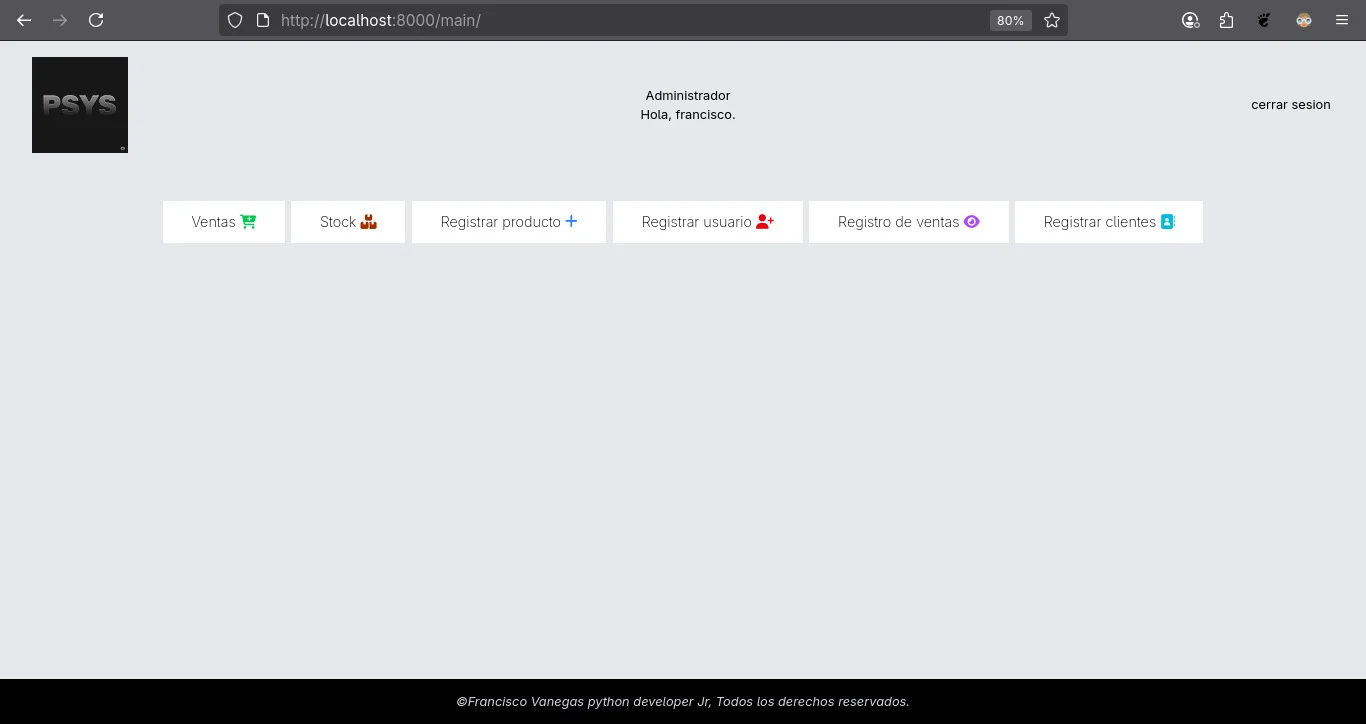 http://localhost:8000/main/
80%
PSYS
Administrador
Hola, francisco.
cerrar sesion
Ventas
Stock
Registrar producto
Registrar usuario
Registro de ventas
Registrar clientes
©Francisco Vanegas python developer Jr, Todos los derechos reservados.